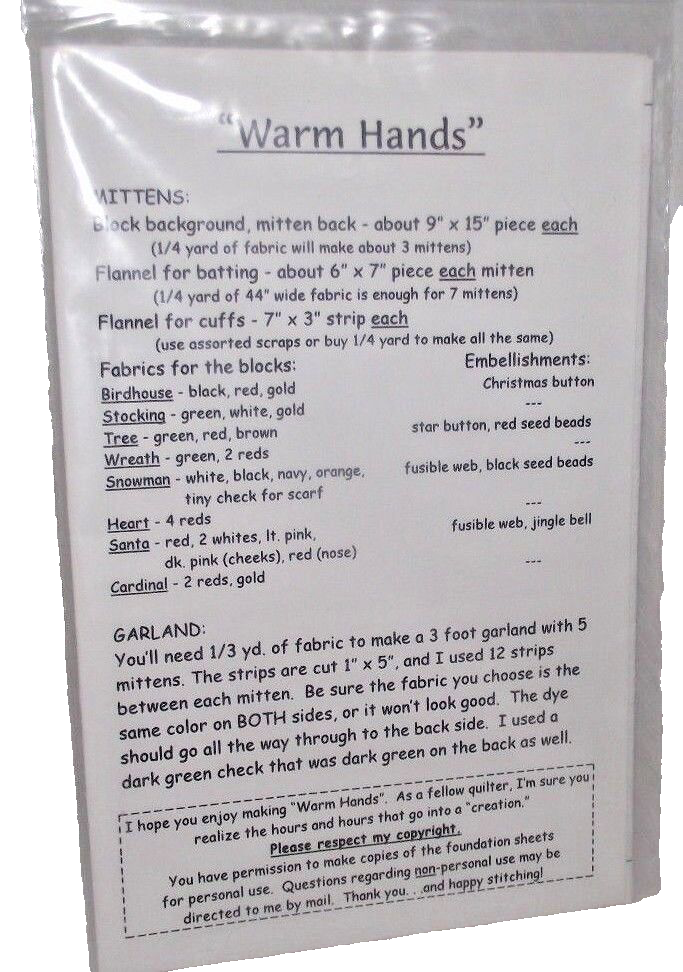 “Warm Hands”
MITTENS:
Block background, mitten back - about 9" x 15" piece each
(1/4 yard of fabric will make about 3 mittens)
Flannel for batting - about 6" x 7" piece each mitten
(1/4 yard of 44" wide fabric is enough for 7 mittens)
Flannel for cuffs - 7" x 3" strip each
(use assorted scraps or buy 1/4 yard to make all the same)
Fabrics for the blocks:
Birdhouse - black, red, gold
Stocking - green, white, gold
Tree - green, red, brown
Wreath - green, 2 reds
Snowman - white, black, navy, orange,
tiny check for scarf
Heart - 4 reds
Santa - red, 2 whites, lt. pink,
dk. pink (cheeks), red (nose)
Cardinal - 2 reds, gold
Embellishments:
Christmas button
---
star button, red seed beads
---
fusible web, black seed beads
---
fusible web, jingle bell
---
GARLAND:
You'll need 1/3 yd. of fabric to make a 3 foot garland with 5
mittens. The strips are cut 1" x 5", and I used 12 strips
between each mitten. Be sure the fabric you choose is the
same color on BOTH sides, or it won't look good. The dye
should go all the way through to the back side. I used a
dark green check that was dark green on the back as well.
I hope you enjoy making "Warm Hands". As a fellow quilter, I'm sure you
realize the hours and hours that go into a "creation."
Please respect my copyright.
You have permission to make copies of the foundation sheets
for personal use. Questions regarding non-personal use may be
directed to me by mail. Thank you. . .and happy stitching!